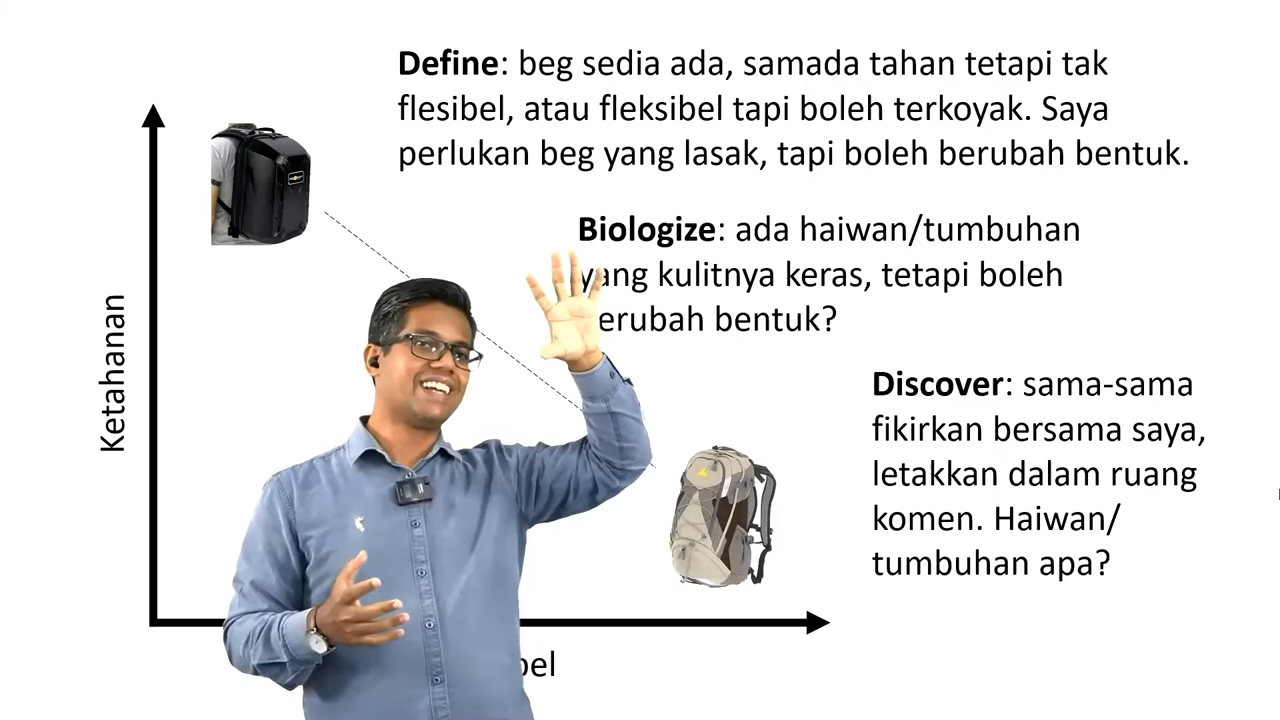 Define: beg sedia ada, samada tahan tetapi tak
flesibel, atau fleksibel tapi boleh terkoyak. Saya
perlukan beg yang lasak, tapi boleh berubah bentuk.
Biologize: ada haiwan/tumbuhan
yang kulitnya keras, tetapi boleh
erubah bentuk?
Discover: sama-sama
fikirkan bersama saya,
letakkan dalam ruang
komen. Haiwan/
tumbuhan apa?
Ketahanan